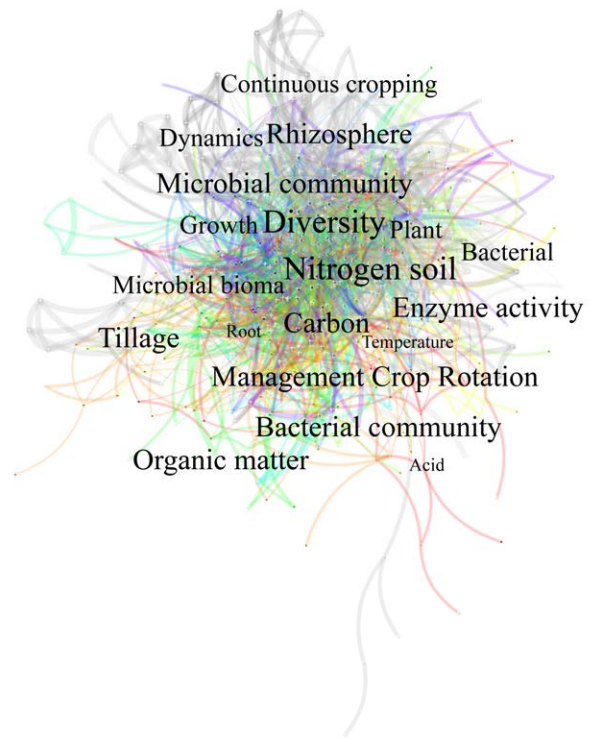 Continuous cropping
Dynamics Rhizosphere
Microbial community
Growth Diversity Plant
Bacterial
Nitrogen soil
Microbial bioma
Enzyme activity
Carbon
Root
Tillage
Temperature
Management Crop Rotation
Bacterial community
Organic matter
Acid